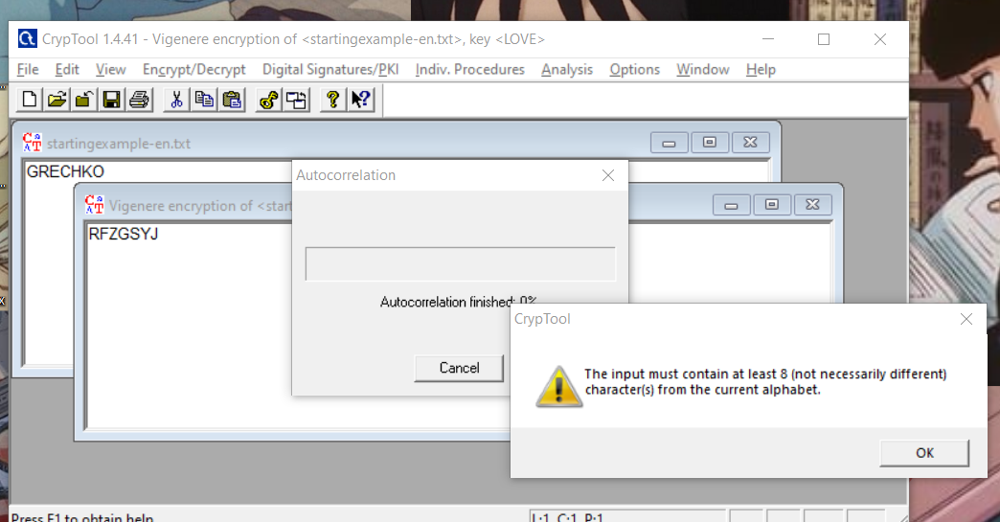 CrypTool 1.4.41 - Vigenere encryption of <startingexample-en.txt>, key <LOVE>
File Edit View Encrypt/Decrypt Digital Signatures/PKI Indiv. Procedures Analysis Options Window Help
startingexample-en.txt
GRECHKO
Vigenere encryption of <start
RFZGSYJ
Autocorrelation
Autocorrelation finished: 0%
Cancel
CrypTool
The input must contain at least 8 (not necessarily different)
character(s) from the current alphabet.
OK
Press F1 to obtain help.
L:1 C:1 P:1